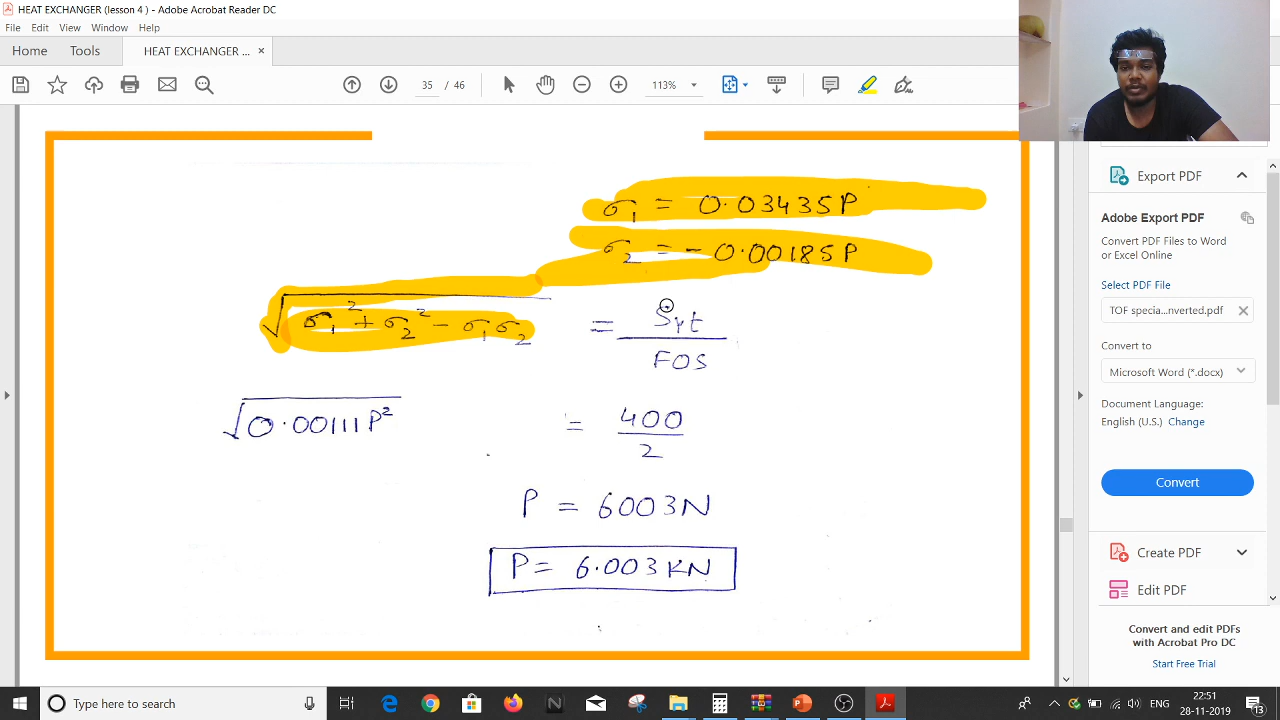 HEAT EXCHANGER (lesson 4 ) - Adobe Acrobat Reader DC
File Edit View Window Help
Home Tools HEAT EXCHANGER ... ×
35 / 46 113%
σ₁ = 0.03435P
σ₂ = - 0.00185P
√σ₁² + σ₂² - σ₁σ₂ = Syt / FOS
√0.00111P² = 400 / 2
P = 6003N
P = 6.003KN
Export PDF
Adobe Export PDF
Convert PDF Files to Word
or Excel Online
Select PDF File
TOF specia...nverted.pdf
Convert to
Microsoft Word (*.docx)
Document Language:
English (U.S.) Change
Convert
Create PDF
Edit PDF
Convert and edit PDFs
with Acrobat Pro DC
Start Free Trial
Type here to search
ENG
22:51
28-11-2019
13